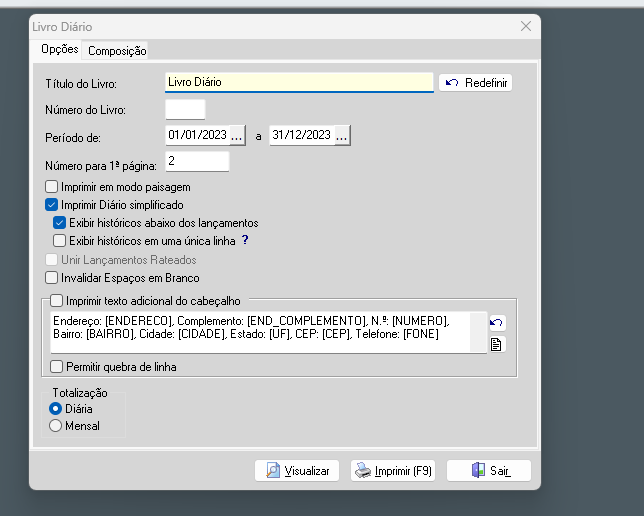 Livro Diário
Opções Composição
Título do Livro: Livro Diário Redefinir
Número do Livro:
Período de: 01/01/2023 ... a 31/12/2023 ...
Número para 1ª página: 2
Imprimir em modo paisagem
Imprimir Diário simplificado
Exibir históricos abaixo dos lançamentos
Exibir históricos em uma única linha ?
Unir Lançamentos Rateados
Invalidar Espaços em Branco
Imprimir texto adicional do cabeçalho
Endereço: [ENDERECO], Complemento: [END_COMPLEMENTO], N.º: [NUMERO],
Bairro: [BAIRRO], Cidade: [CIDADE], Estado: [UF], CEP: [CEP], Telefone: [FONE]
Permitir quebra de linha
Totalização
Diária
Mensal
Visualizar Imprimir (F9) Sair